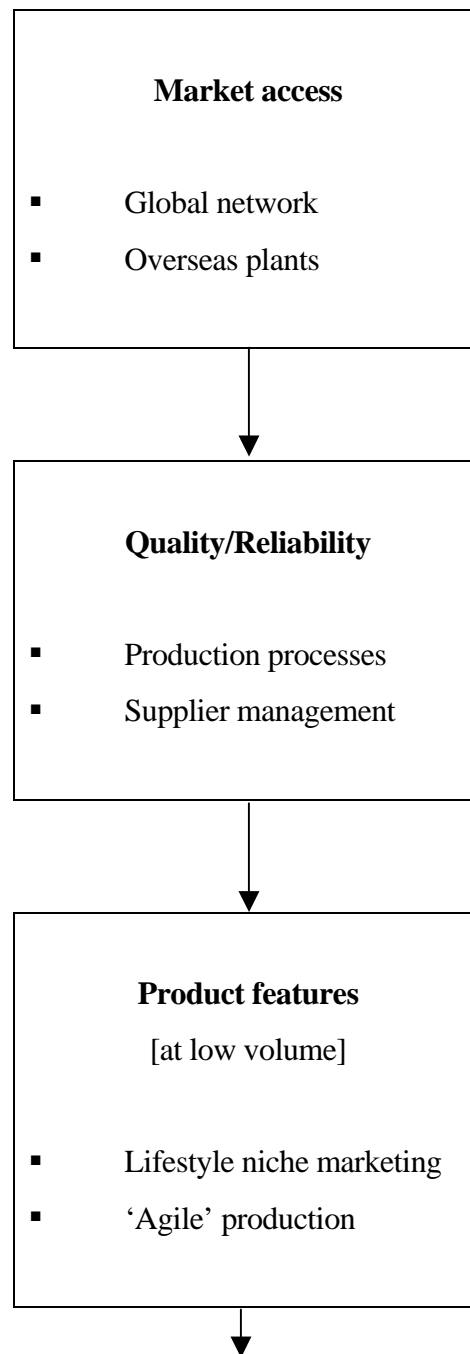 Market access
▪ Global network
▪ Overseas plants
Quality/Reliability
▪ Production processes
▪ Supplier management
Product features
[at low volume]
▪ Lifestyle niche marketing
▪ ‘Agile’ production